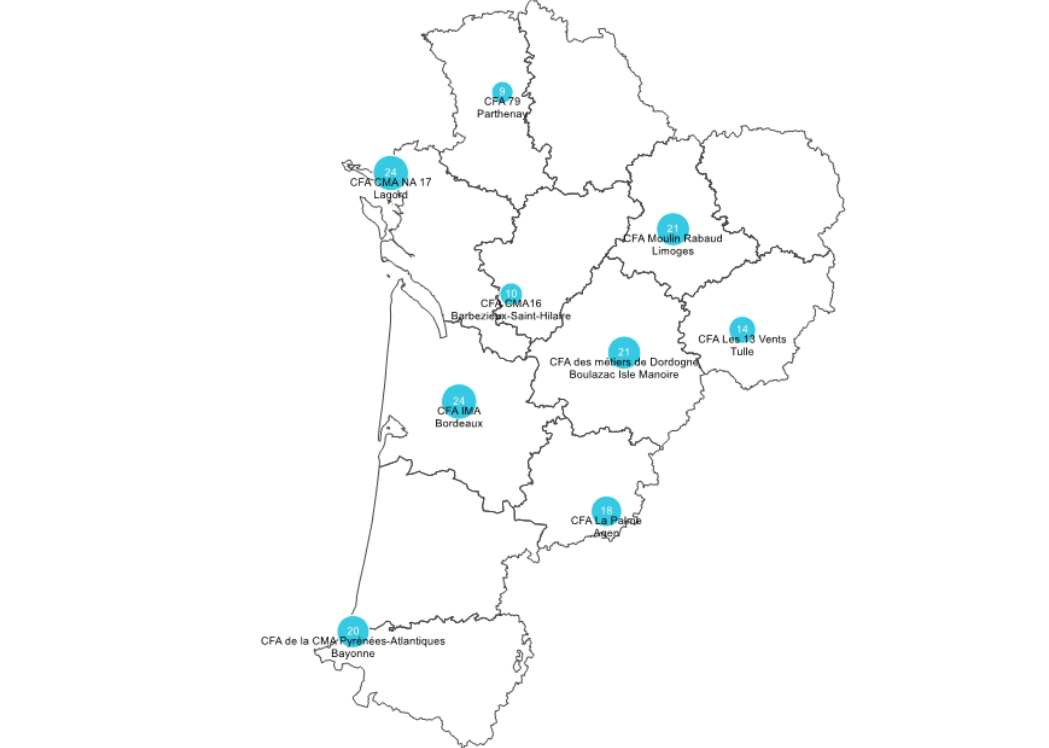 9
CFA 79
Parthenay
24
CFA CMA NA 17
Lagord
21
CFA Moulin Rabaud
Limoges
10
CFA CMA16
Barbezieux-Saint-Hilaire
14
CFA Les 13 Vents
Tulle
21
CFA des métiers de Dordogne
Boulazac Isle Manoire
24
CFA IMA
Bordeaux
18
CFA La Palme
Agen
20
CFA de la CMA Pyrénées-Atlantiques
Bayonne